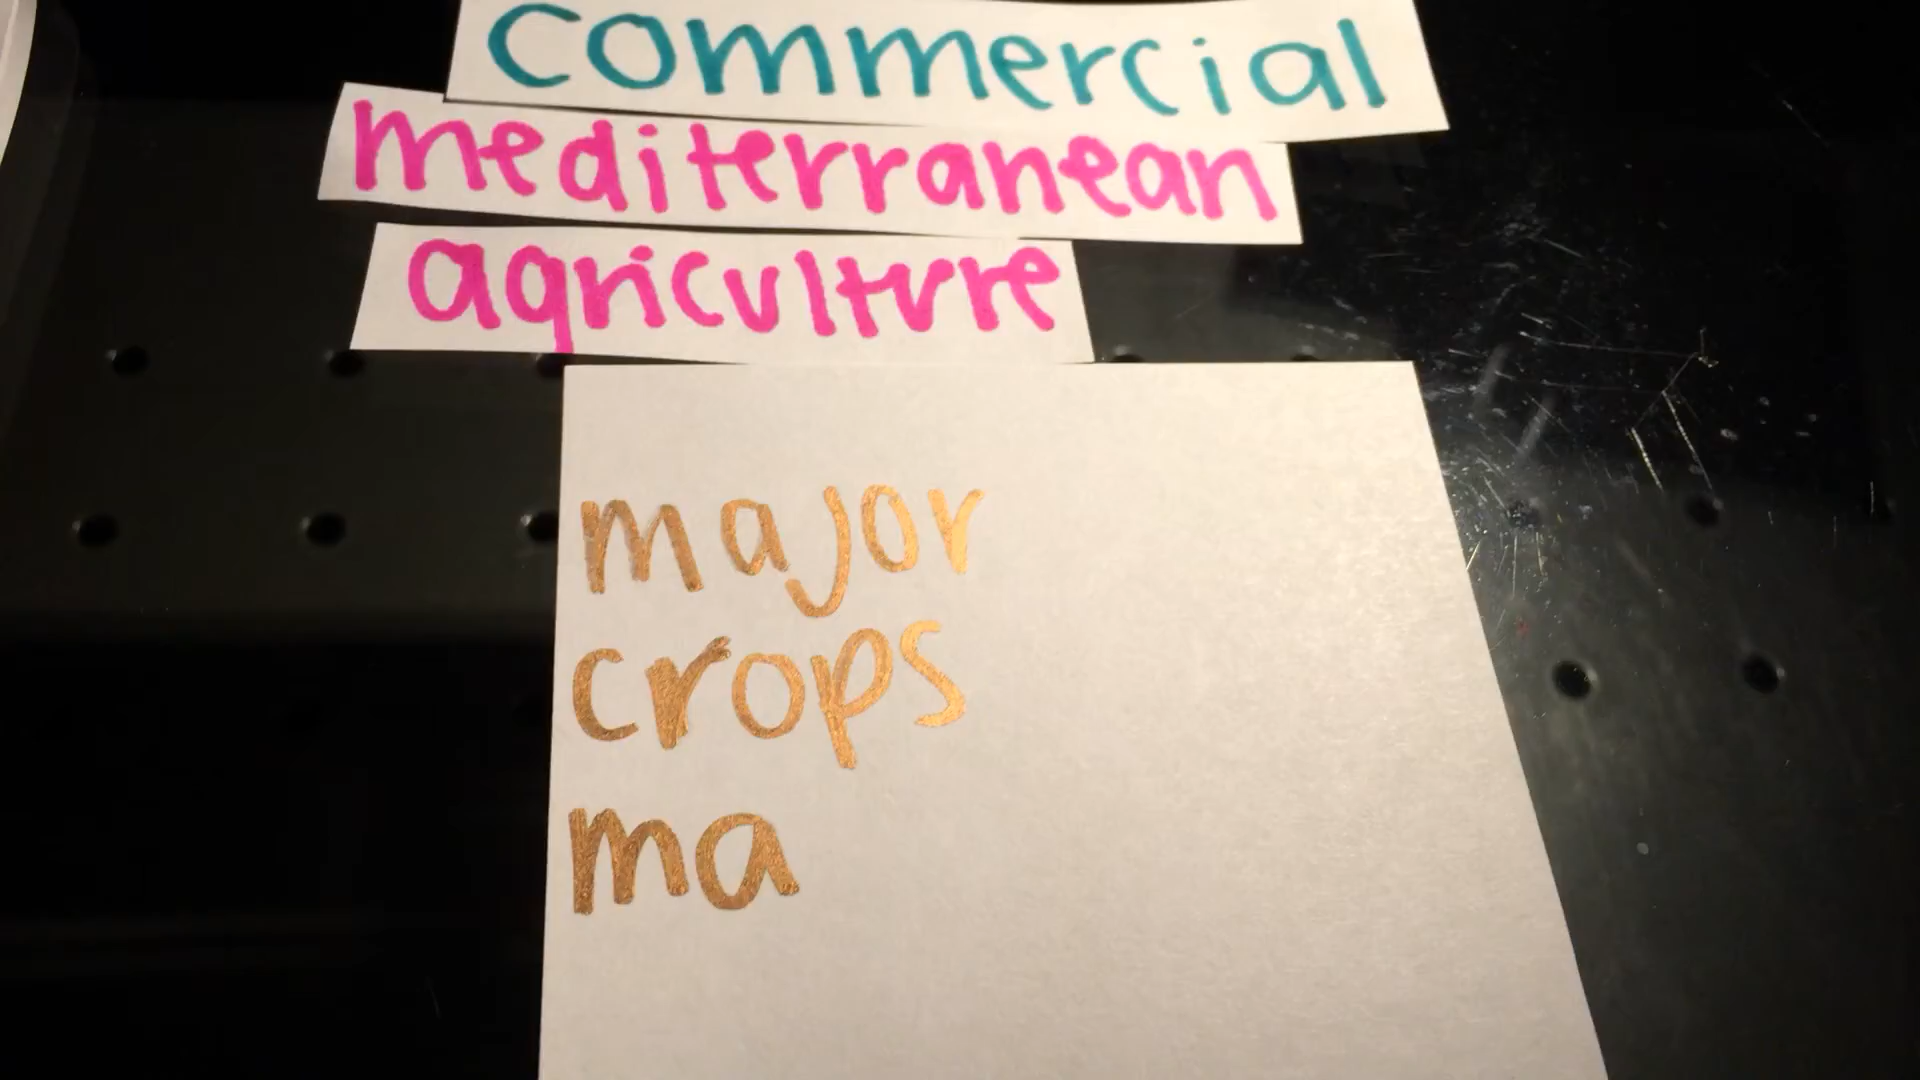 commercial
mediterranean
agriculture
major
crops
ma